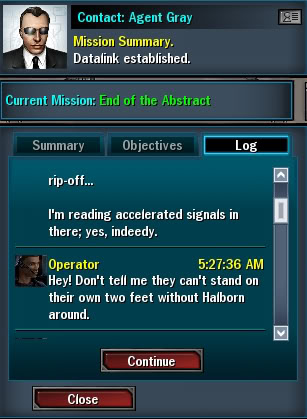 Contact: Agent Gray
Mission Summary.
Datalink established.
Current Mission: End of the Abstract
Summary
Objectives
Log
rip-off...
I'm reading accelerated signals in
there; yes, indeedy.
Operator 5:27:36 AM
Hey! Don't tell me they can't stand on
their own two feet without Halborn
around.
Continue
Close